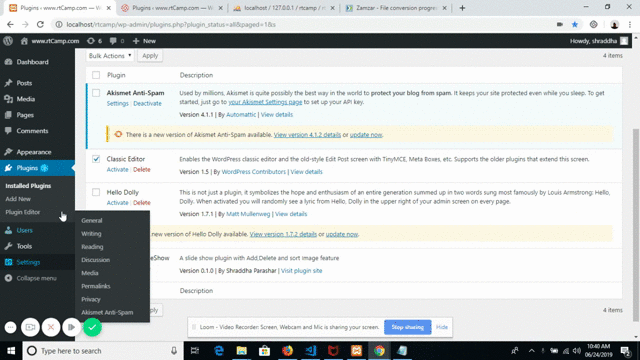 Plugins ‹ www.rtCamp.com
www.rtCamp.com
localhost / 127.0.0.1 / rtcamp /
Zamzar - File conversion progre
localhost/rtcamp/wp-admin/plugins.php?plugin_status=all&paged=1&s
www.rtCamp.com
6
0
New
Howdy, shraddha
Bulk Actions
Apply
4 items
Dashboard
Posts
Media
Pages
Comments
Appearance
Plugins
Installed Plugins
Add New
Plugin Editor
Users
Tools
Settings
Collapse menu
General
Writing
Reading
Discussion
Media
Permalinks
Privacy
Akismet Anti-Spam
Plugin
Description
Akismet Anti-Spam
Settings | Deactivate
Used by millions, Akismet is quite possibly the best way in the world to protect your blog from spam. It keeps your site protected even while you sleep. To get
started, just go to your Akismet Settings page to set up your API key.
Version 4.1.1 | By Automattic | View details
There is a new version of Akismet Anti-Spam available. View version 4.1.2 details or update now.
Classic Editor
Activate | Delete
Enables the WordPress classic editor and the old-style Edit Post screen with TinyMCE, Meta Boxes, etc. Supports the older plugins that extend this screen.
Version 1.5 | By WordPress Contributors | View details
Hello Dolly
Activate | Delete
This is not just a plugin, it symbolizes the hope and enthusiasm of an entire generation summed up in two words sung most famously by Louis Armstrong: Hello,
Dolly. When activated you will randomly see a lyric from Hello, Dolly in the upper right of your admin screen on every page.
Version 1.7.1 | By Matt Mullenweg | View details
new version of Hello Dolly available. View version 1.7.2 details or update now.
eShow
A slide show plugin with Add,Delete and sort image feature
Version 0.1.0 | By Shraddha Parashar | Visit plugin site
Description
4 items
Loom - Video Recorder: Screen, Webcam and Mic is sharing your screen.
Stop sharing
Hide
Type here to search
10:40 AM
06/24/2019